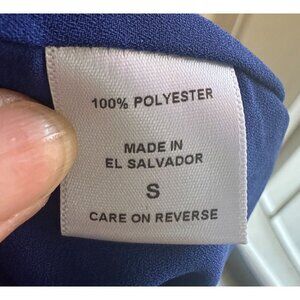 100% POLYESTER
MADE IN
EL SALVADOR
S
CARE ON REVERSE